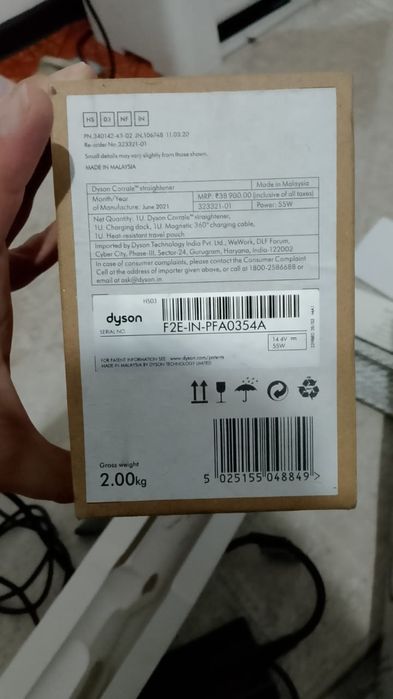 HS 03 NF IN
PN.340142-43-02 JN.106748 11.03.20
Re-order No.323321-01
Small details may vary slightly from those shown.
MADE IN MALAYSIA
Dyson Corrale™ straightener Made in Malaysia
Month/Year
of Manufacture: June 2021
MRP: ₹38 900.00 (inclusive of all taxes)
323321-01 Power: 55W
Net Quantity: 1U. Dyson Corrale™ straightener,
1U. Charging dock, 1U. Magnetic 360° charging cable,
1U. Heat resistant travel pouch
Imported by Dyson Technology India Pvt. Ltd., WeWork, DLF Forum,
Cyber City, Phase-III, Sector-24, Gurugram, Haryana, India-122002
In case of consumer complaints, please contact the Consumer Complaint
Cell at the address of importer given above, or call at 1800-2586688 or
email at ask@dyson.in
HS03
dyson
SERIAL NO.
F2E-IN-PFA0354A
14.4V
55W
FOR PATENT INFORMATION SEE www.dyson.com/patents
MADE IN MALAYSIA BY DYSON TECHNOLOGY LIMITED
Gross weight
2.00kg
5 025155 048849 >